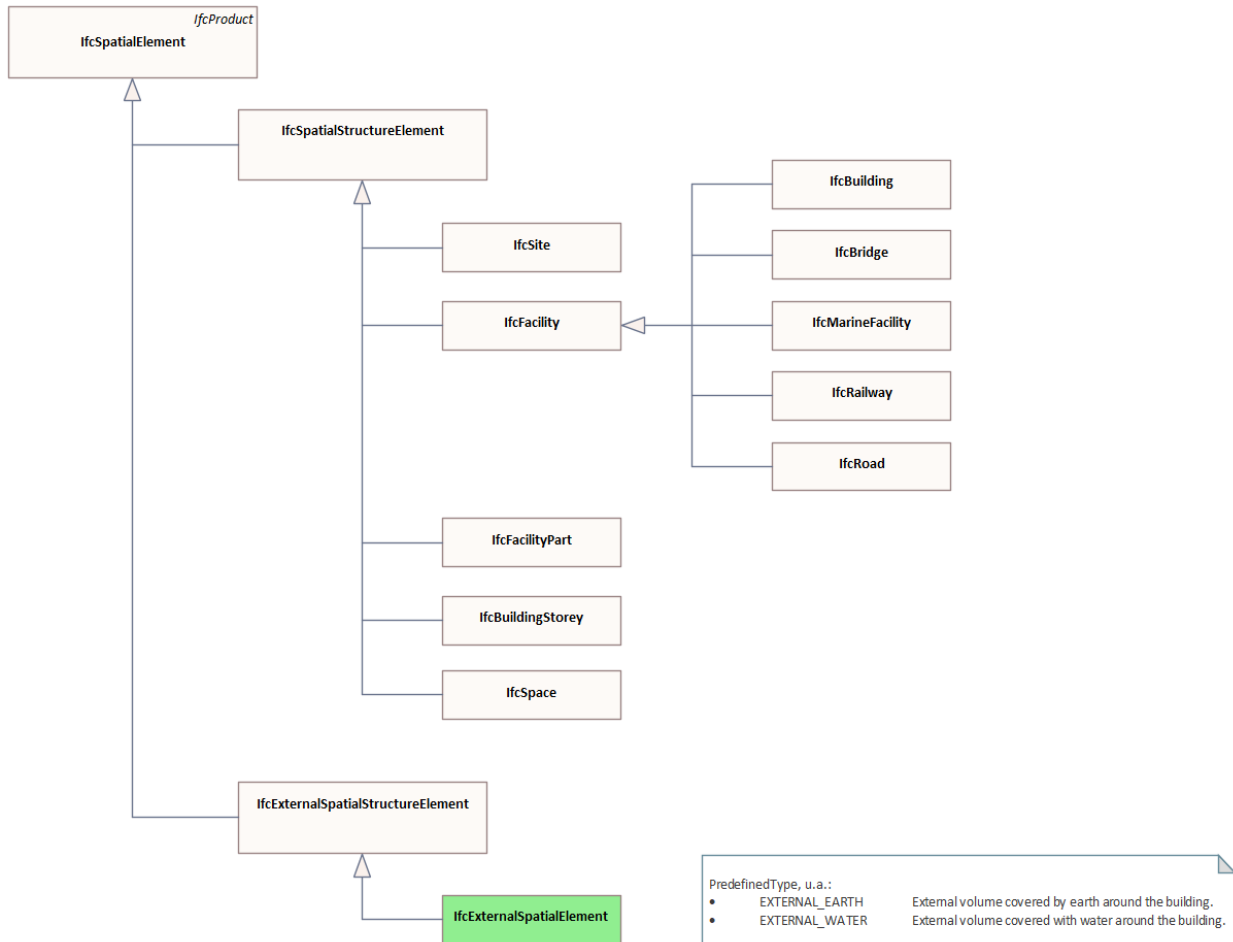 IfcProduct
IfcSpatialElement
IfcSpatialStructureElement
IfcBuilding
IfcSite
IfcBridge
IfcFacility
IfcMarineFacility
IfcRailway
IfcRoad
IfcFacilityPart
IfcBuildingStorey
IfcSpace
IfcExternalSpatialStructureElement
PredefinedType, u.a.:
• EXTERNAL_EARTH External volume covered by earth around the building.
• EXTERNAL_WATER External volume covered with water around the building.
IfcExternalSpatialElement